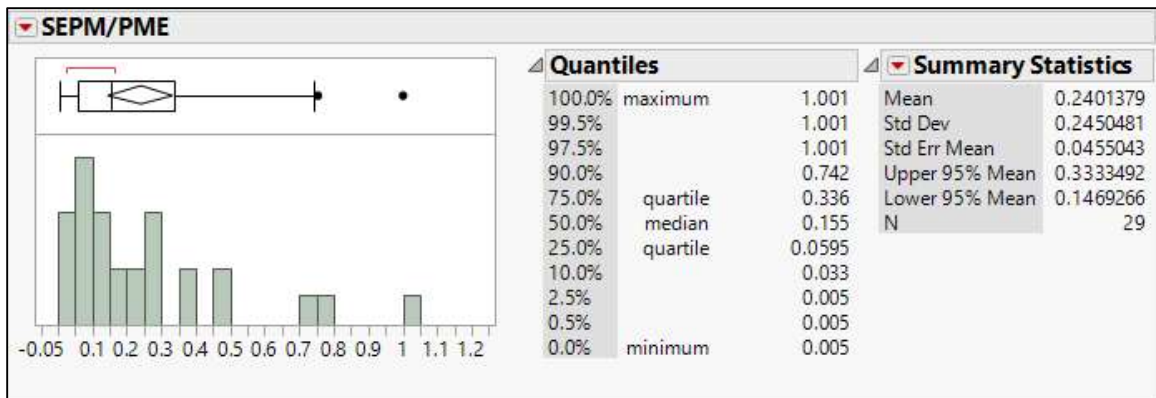 SEPM/PME
-0.05 0.1 0.2 0.3 0.4 0.5 0.6 0.7 0.8 0.9 1 1.1 1.2
Quantiles
100.0% maximum 1.001
99.5% 1.001
97.5% 1.001
90.0% 0.742
75.0% quartile 0.336
50.0% median 0.155
25.0% quartile 0.0595
10.0% 0.033
2.5% 0.005
0.5% 0.005
0.0% minimum 0.005
Summary Statistics
Mean 0.2401379
Std Dev 0.2450481
Std Err Mean 0.0455043
Upper 95% Mean 0.3333492
Lower 95% Mean 0.1469266
N 29